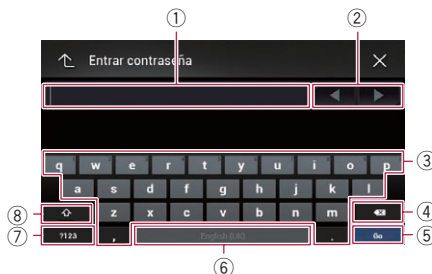 ① ②
Entrar contraseña
③
q w e r t y u i o p
a s d f g h j k l
⑧ z x c v b n m ④
⑦ ?123 , English (UK) . Go ⑤
⑥